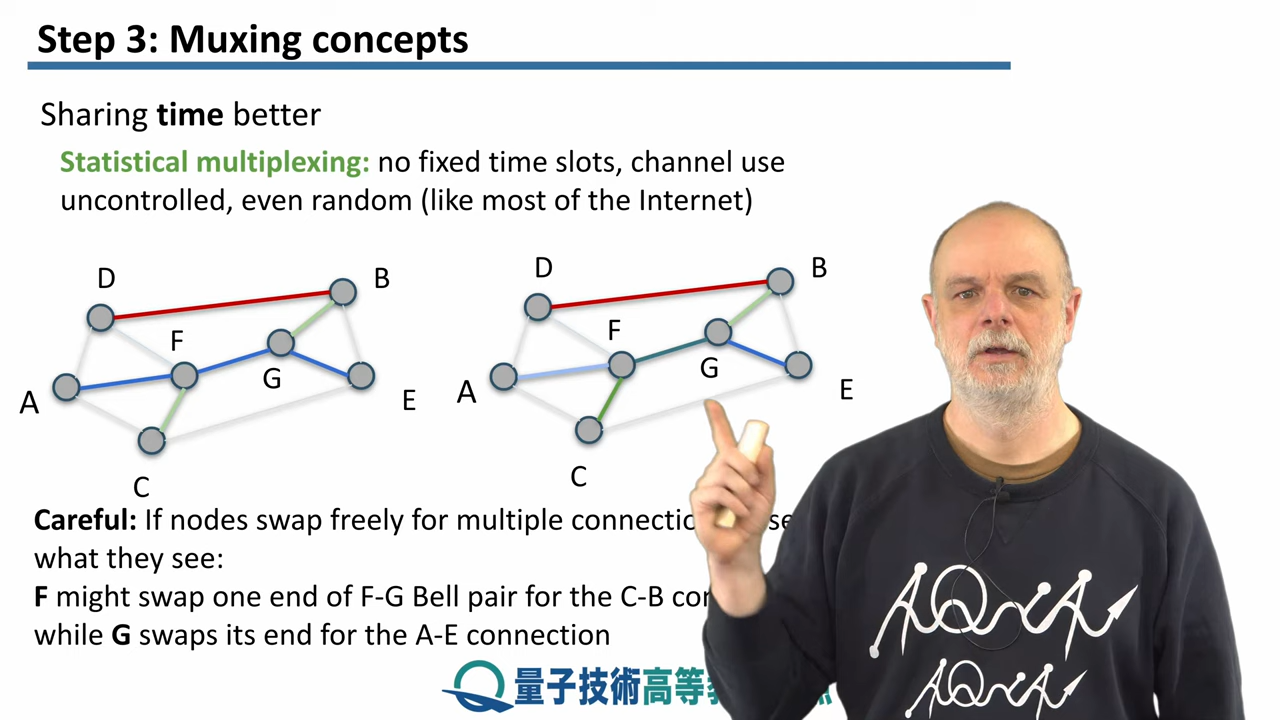 Step 3: Muxing concepts
Sharing time better
Statistical multiplexing: no fixed time slots, channel use
uncontrolled, even random (like most of the Internet)
D
B
F
G
A
E
C
D
B
F
G
A
E
C
Careful: If nodes swap freely for multiple
what they see:
F might swap one end of F-G Bell pair for the C-B
while G swaps its end for the A-E connection
量子技術高等
AQUA
AQUA